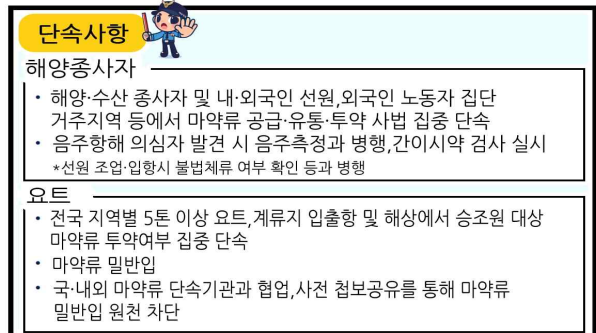 단속사항
해양종사자
· 해양·수산 종사자 및 내·외국인 선원,외국인 노동자 집단
거주지역 등에서 마약류 공급·유통·투약 사법 집중 단속
· 음주항해 의심자 발견 시 음주측정과 병행,간이시약 검사 실시
*선원 조업·입항시 불법체류 여부 확인 등과 병행
요트
· 전국 지역별 5톤 이상 요트,계류지 입출항 및 해상에서 승조원 대상
마약류 투약여부 집중 단속
· 마약류 밀반입
· 국·내외 마약류 단속기관과 협업,사전 첩보공유를 통해 마약류
밀반입 원천 차단